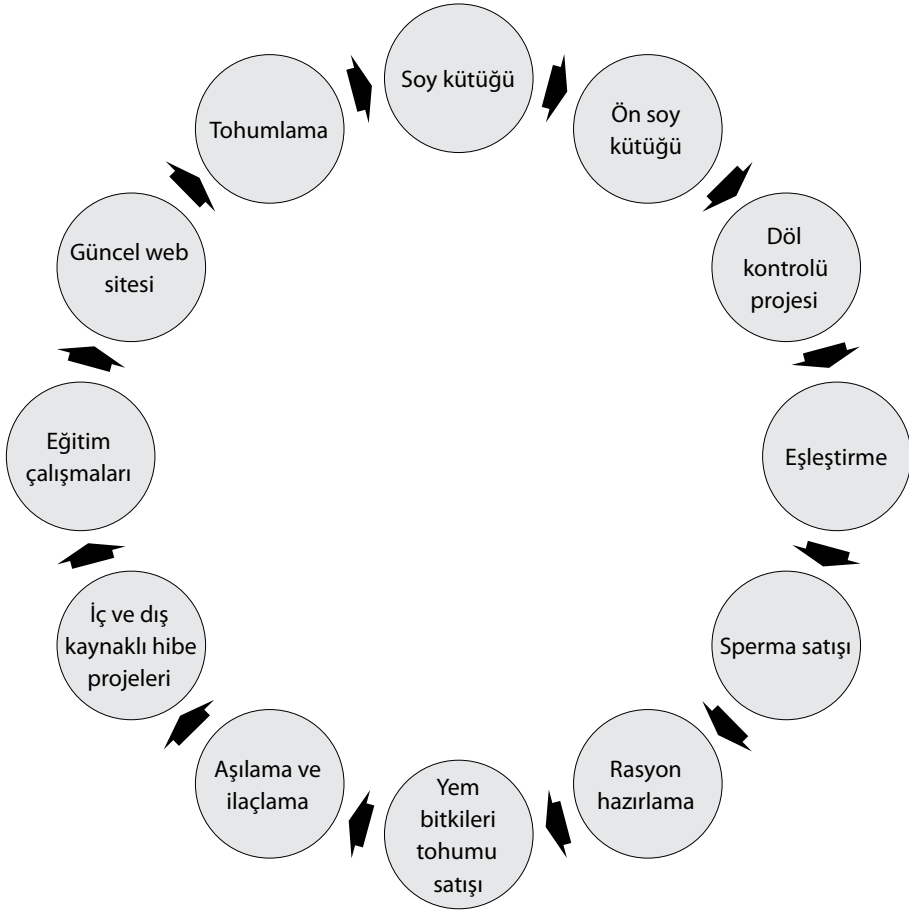 Soy kütüğü
Ön soy
kütüğü
Döl
kontrolü
projesi
Eşleştirme
Sperma satışı
Rasyon
hazırlama
Yem
bitkileri
tohumu
satışı
Aşılama ve
ilaçlama
İç ve dış
kaynaklı hibe
projeleri
Eğitim
çalışmaları
Güncel web
sitesi
Tohumlama